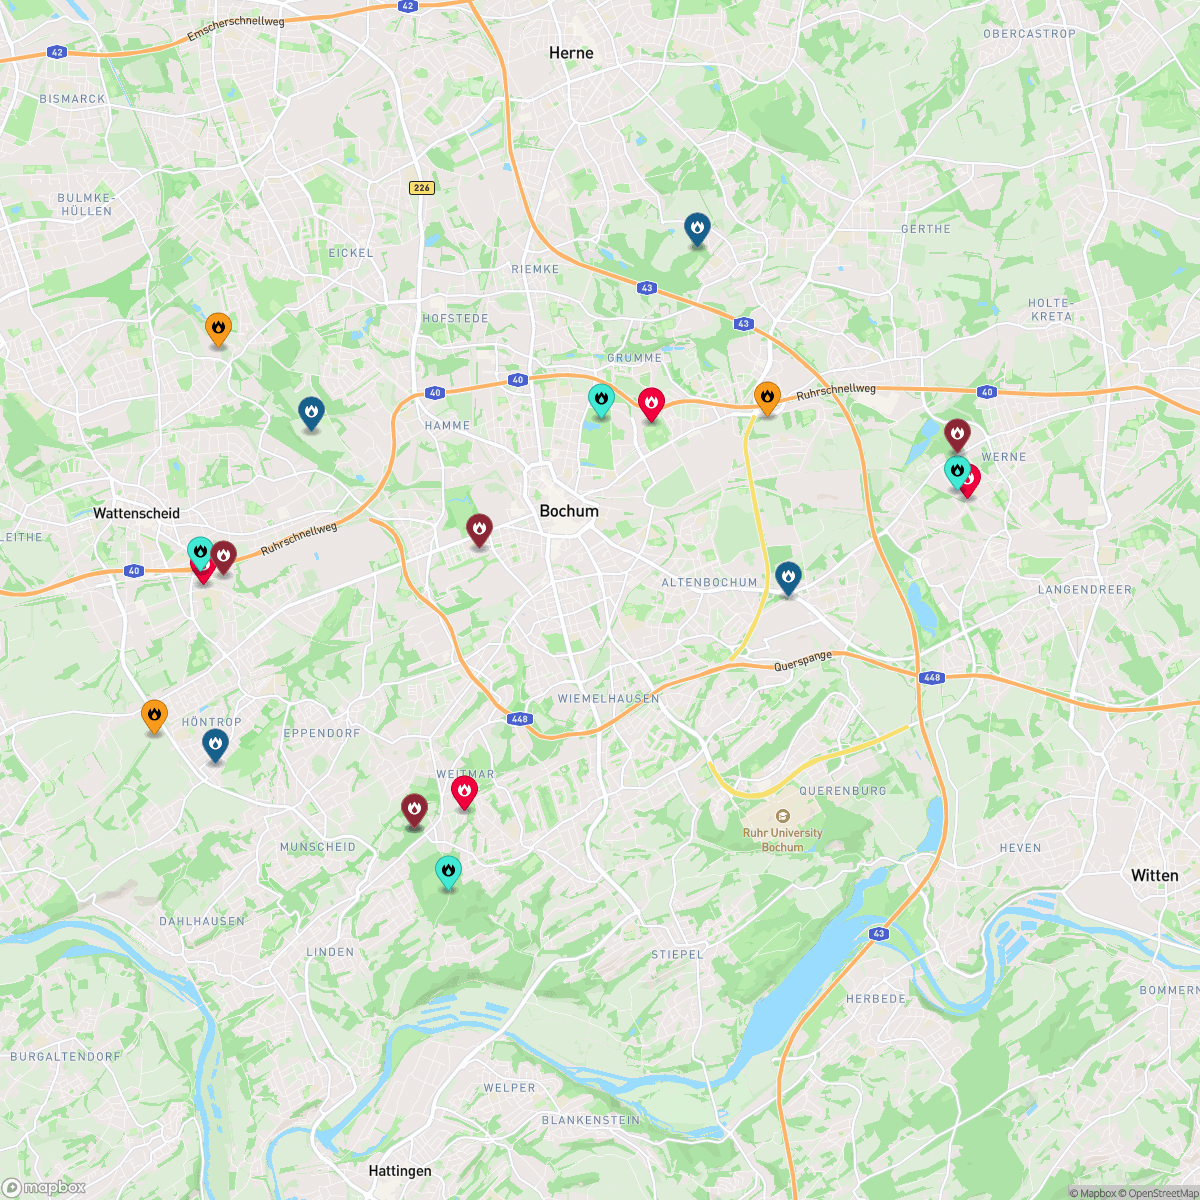 42
Emscherschnellweg
42
Herne
OBERCASTROP
BISMARCK
226
BULMKE-
HÜLLEN
GERTHE
EICKEL
RIEMKE
43
HOLTE-
KRETA
HOFSTEDE
43
GRUMME
40
40
Ruhrschnellweg
40
HAMME
WERNE
Wattenscheid
Bochum
LEITHE
Ruhrschnellweg
40
ALTENBOCHUM
LANGENDREER
Querspange
448
WIEMELHAUSEN
HÖNTROP
448
EPPENDORF
WEITMAR
QUERENBURG
Ruhr University
Bochum
MUNSCHEID
HEVEN
Witten
DAHLHAUSEN
43
LINDEN
STIEPEL
BOMMERN
HERBEDE
BURGALTENDORF
WELPER
BLANKENSTEIN
Hattingen
mapbox
© Mapbox © OpenStreetMap